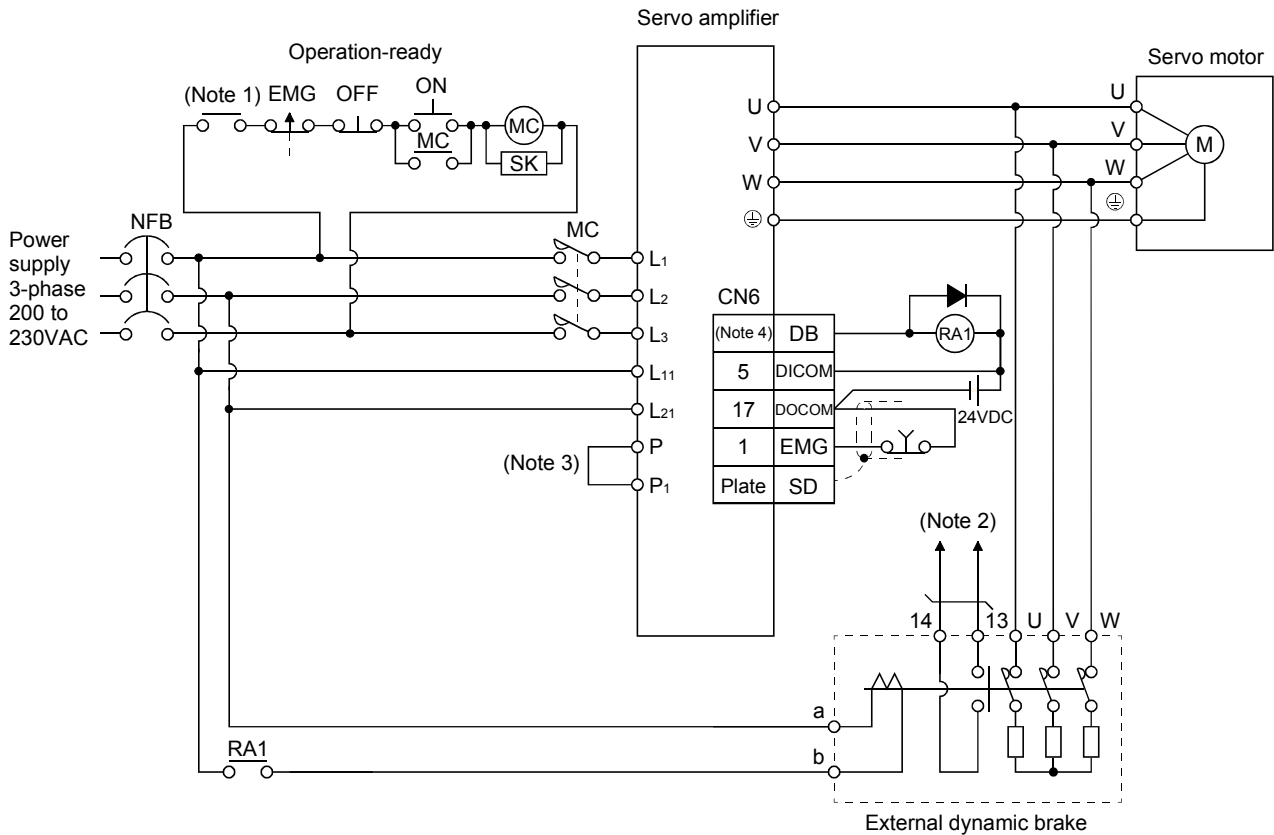 Servo amplifier
Operation-ready
Servo motor
(Note 1) EMG OFF ON
MC
MC
SK
U
V
W
U
V
W
M
NFB
MC
Power
supply
3-phase
200 to
230VAC
L1
L2
L3
L11
L21
P
P1
(Note 3)
CN6
(Note 4) DB
5 DICOM
17 DOCOM
1 EMG
Plate SD
RA1
24VDC
(Note 2)
14 13 U V W
a
b
RA1
External dynamic brake